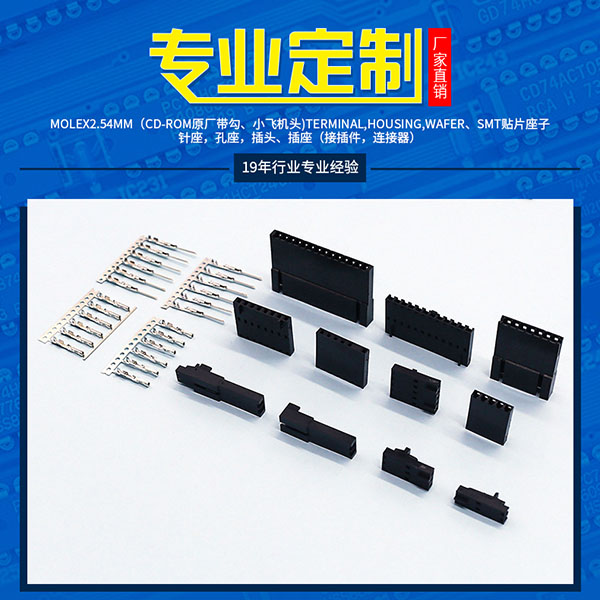 专业定制
厂家直销
MOLEX2.54MM（CD-ROM原厂带勾、小飞机头)TERMINAL,HOUSING,WAFER、SMT贴片座子
针座，孔座，插头、插座（接插件，连接器）
19年行业专业经验